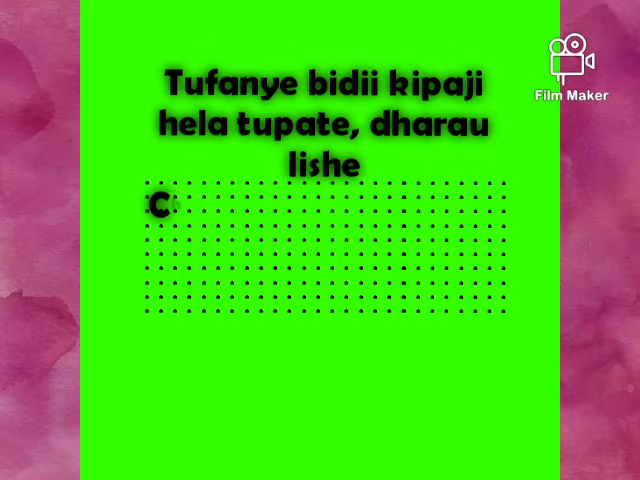 Tufanye bidii kipaji
hela tupate, dharau
lishe
C
Film Maker